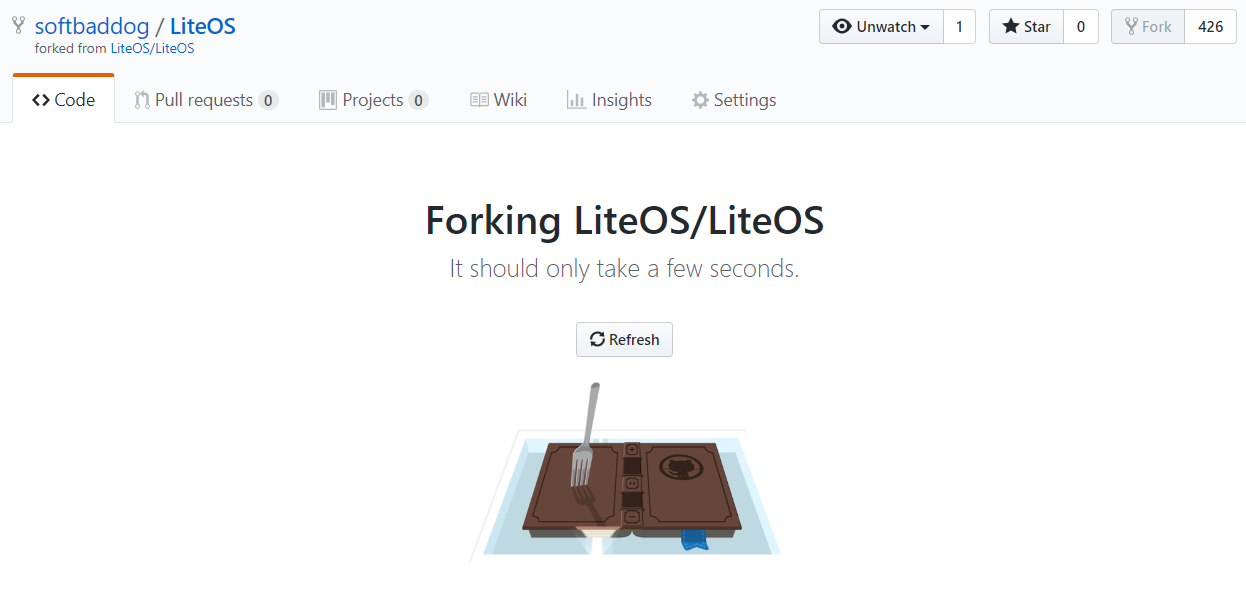 softbaddog / LiteOS
forked from LiteOS/LiteOS
Unwatch 1 Star 0 Fork 426
Code Pull requests 0 Projects 0 Wiki Insights Settings
Forking LiteOS/LiteOS
It should only take a few seconds.
Refresh